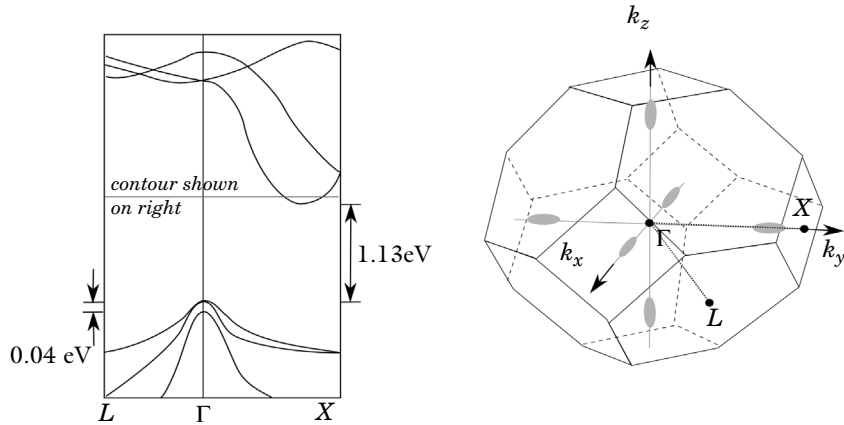 contour shown
on right
1.13eV
0.04 eV
L
Γ
X
k_z
X
Γ
k_y
k_x
L